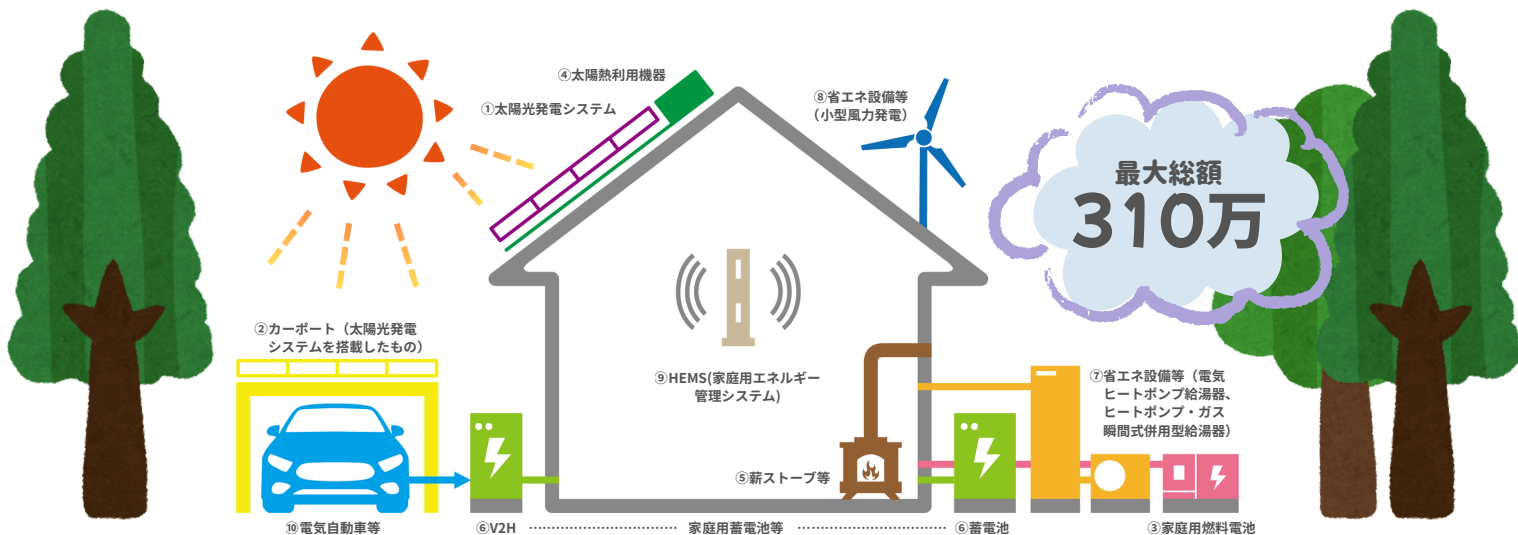 ④太陽熱利用機器
①太陽光発電システム
⑧省エネ設備等
（小型風力発電）
最大総額
310万
②カーポート（太陽光発電
システムを搭載したもの）
⑨HEMS(家庭用エネルギー
管理システム)
⑦省エネ設備等（電気
ヒートポンプ給湯器、
ヒートポンプ・ガス
瞬間式併用型給湯器）
⑤薪ストーブ等
⑩電気自動車等
⑥V2H
家庭用蓄電池等
⑥蓄電池
③家庭用燃料電池